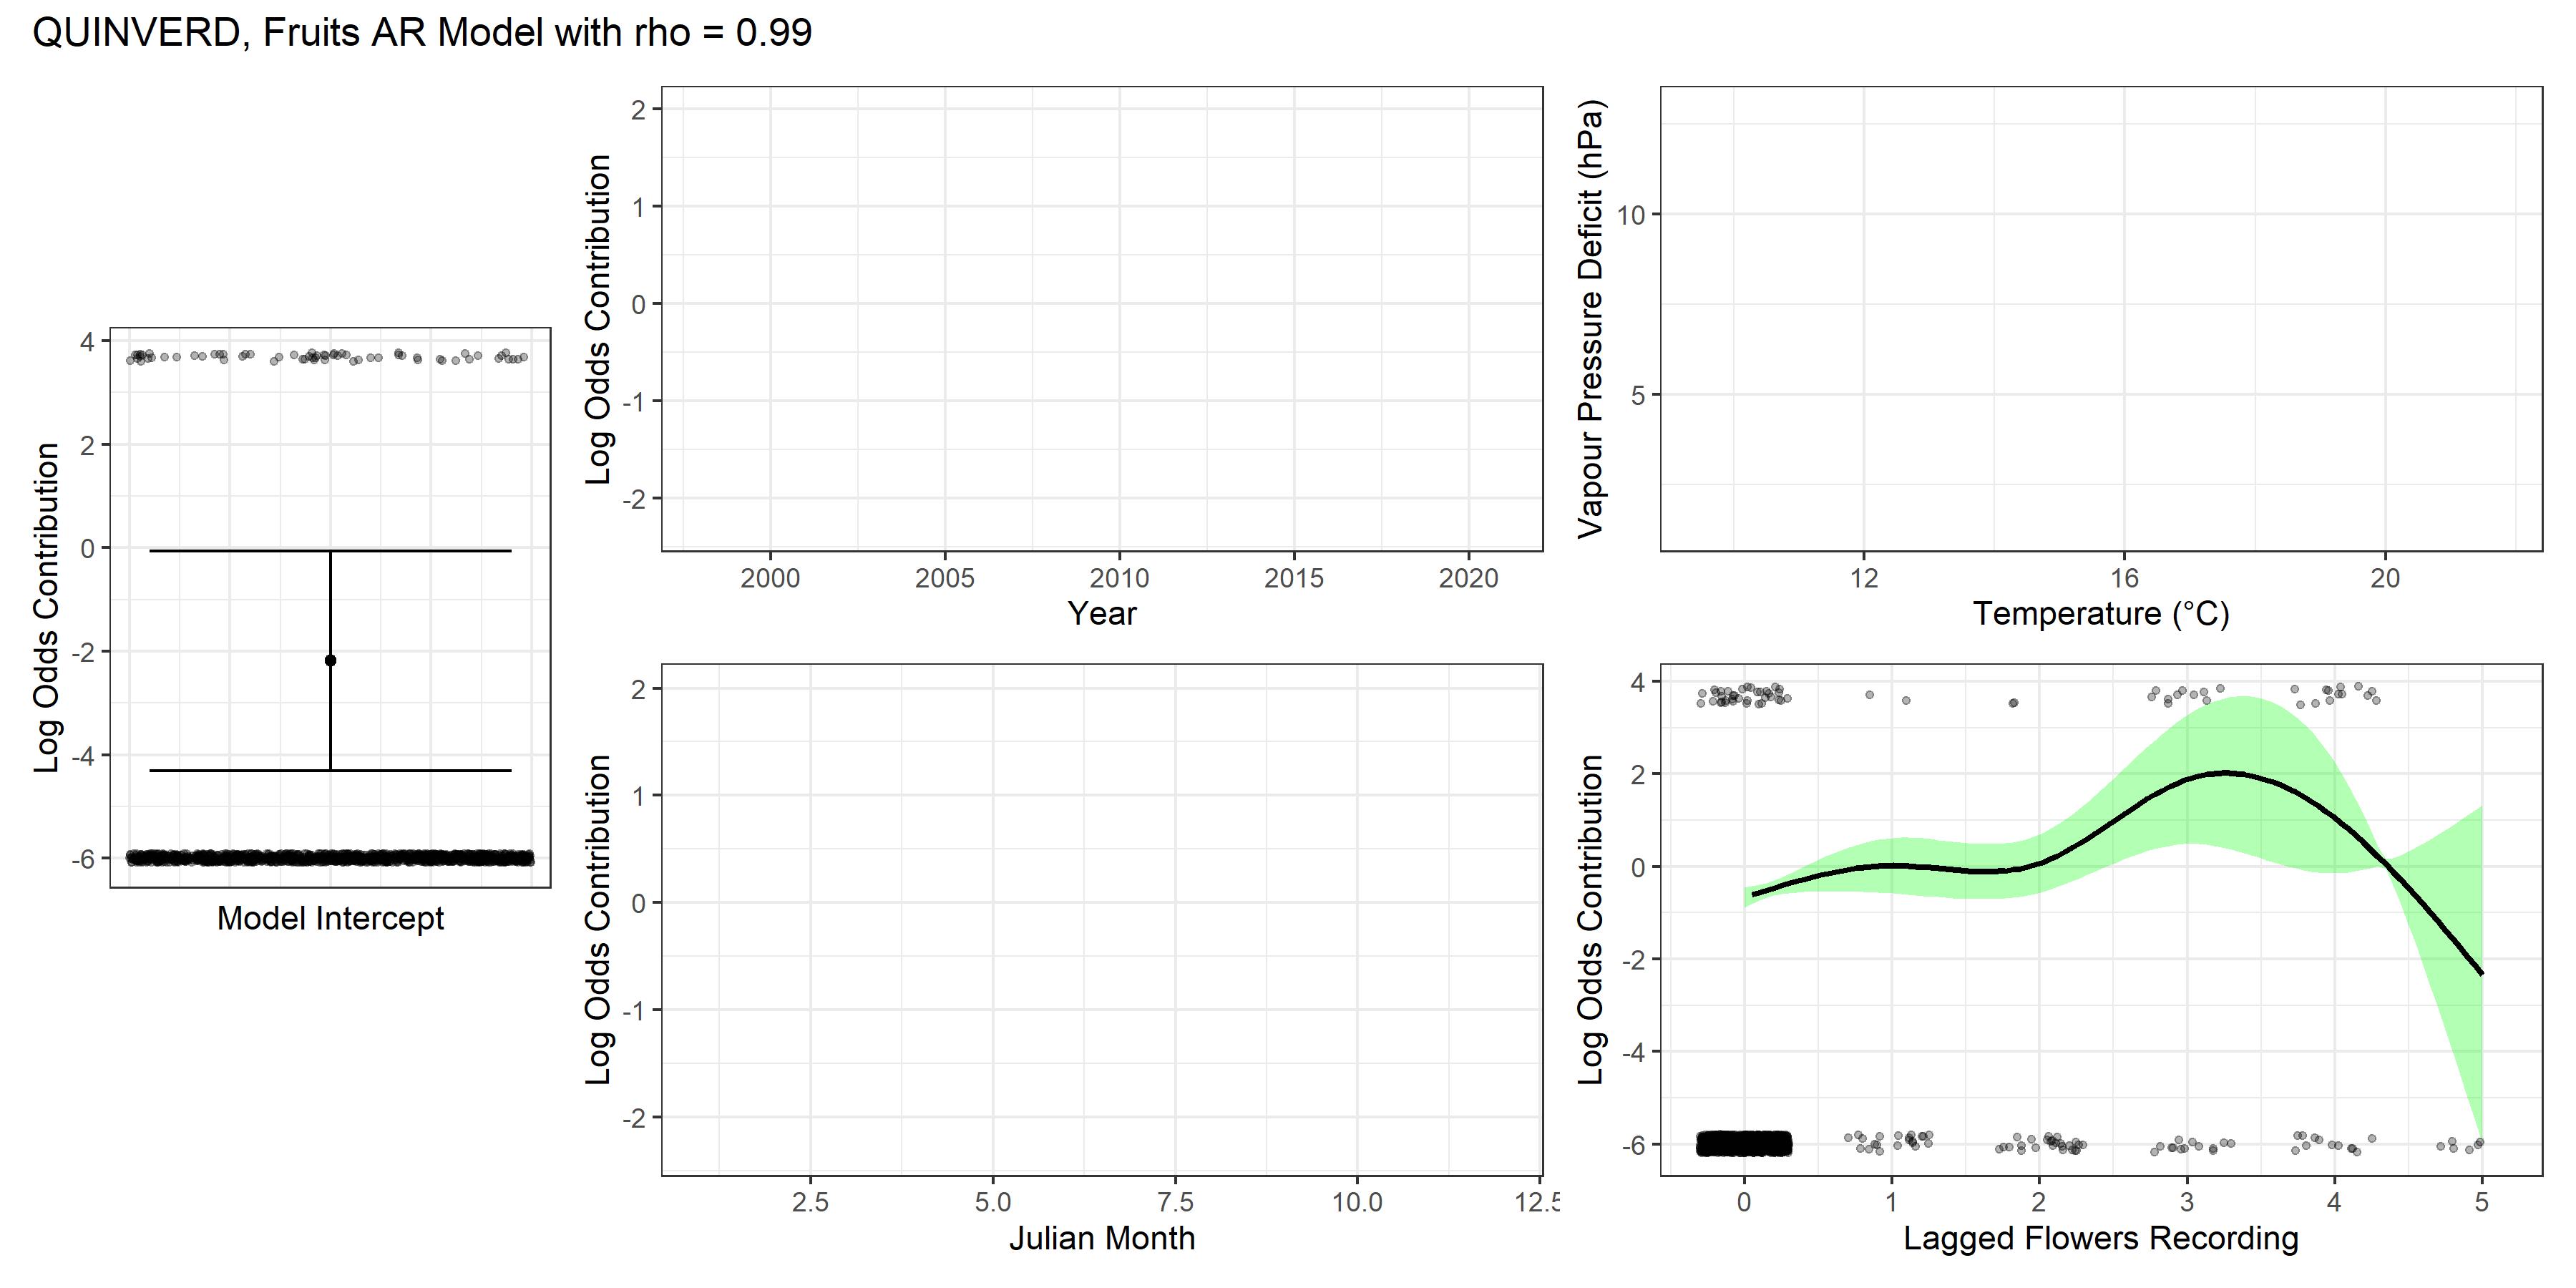 QUINVERD, Fruits AR Model with rho = 0.99
Log Odds Contribution
4
2
0
-2
-4
-6
Model Intercept
Log Odds Contribution
2
1
0
-1
-2
2000 2005 2010 2015 2020
Year
Vapour Pressure Deficit (hPa)
10
5
12 16 20
Temperature (°C)
Log Odds Contribution
2
1
0
-1
-2
2.5 5.0 7.5 10.0 12.5
Julian Month
Log Odds Contribution
4
2
0
-2
-4
-6
0 1 2 3 4 5
Lagged Flowers Recording